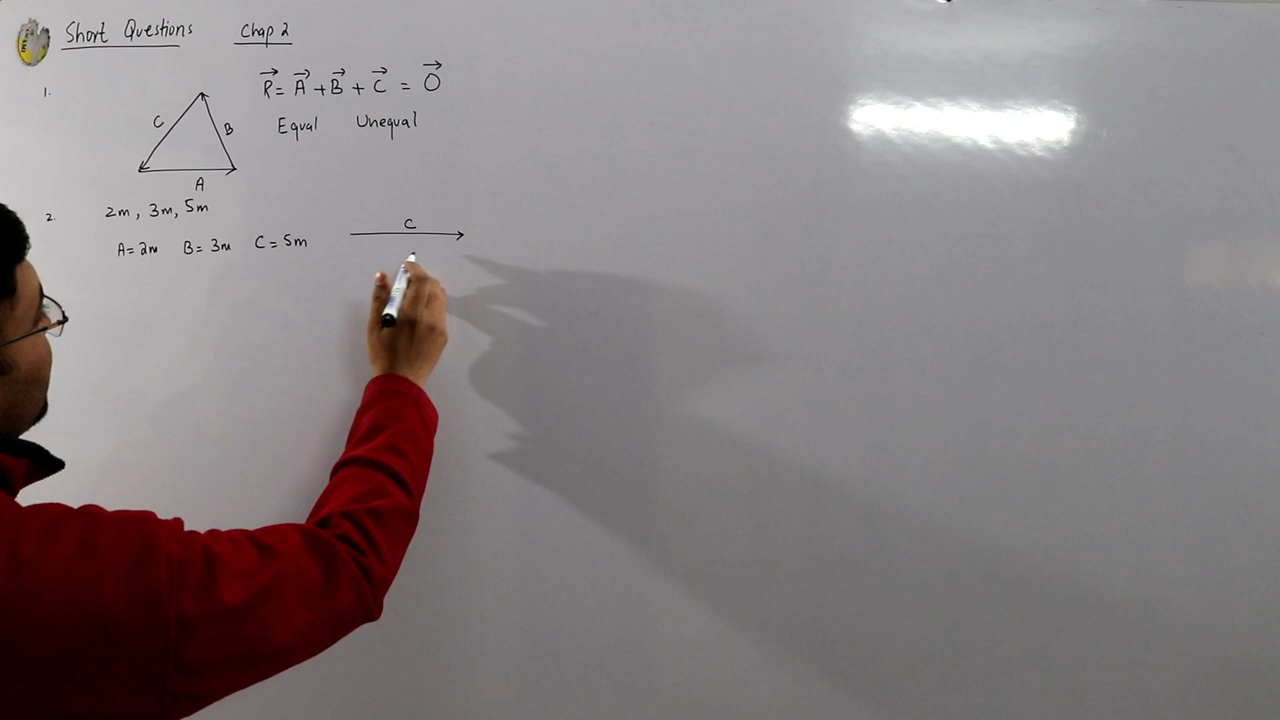 Short Questions Chap 2
1.
R⃗ = A⃗ + B⃗ + C⃗ = O⃗
Equal Unequal
C
B
A
2. 2m, 3m, 5m
A = 2m B = 3m C = 5m
C